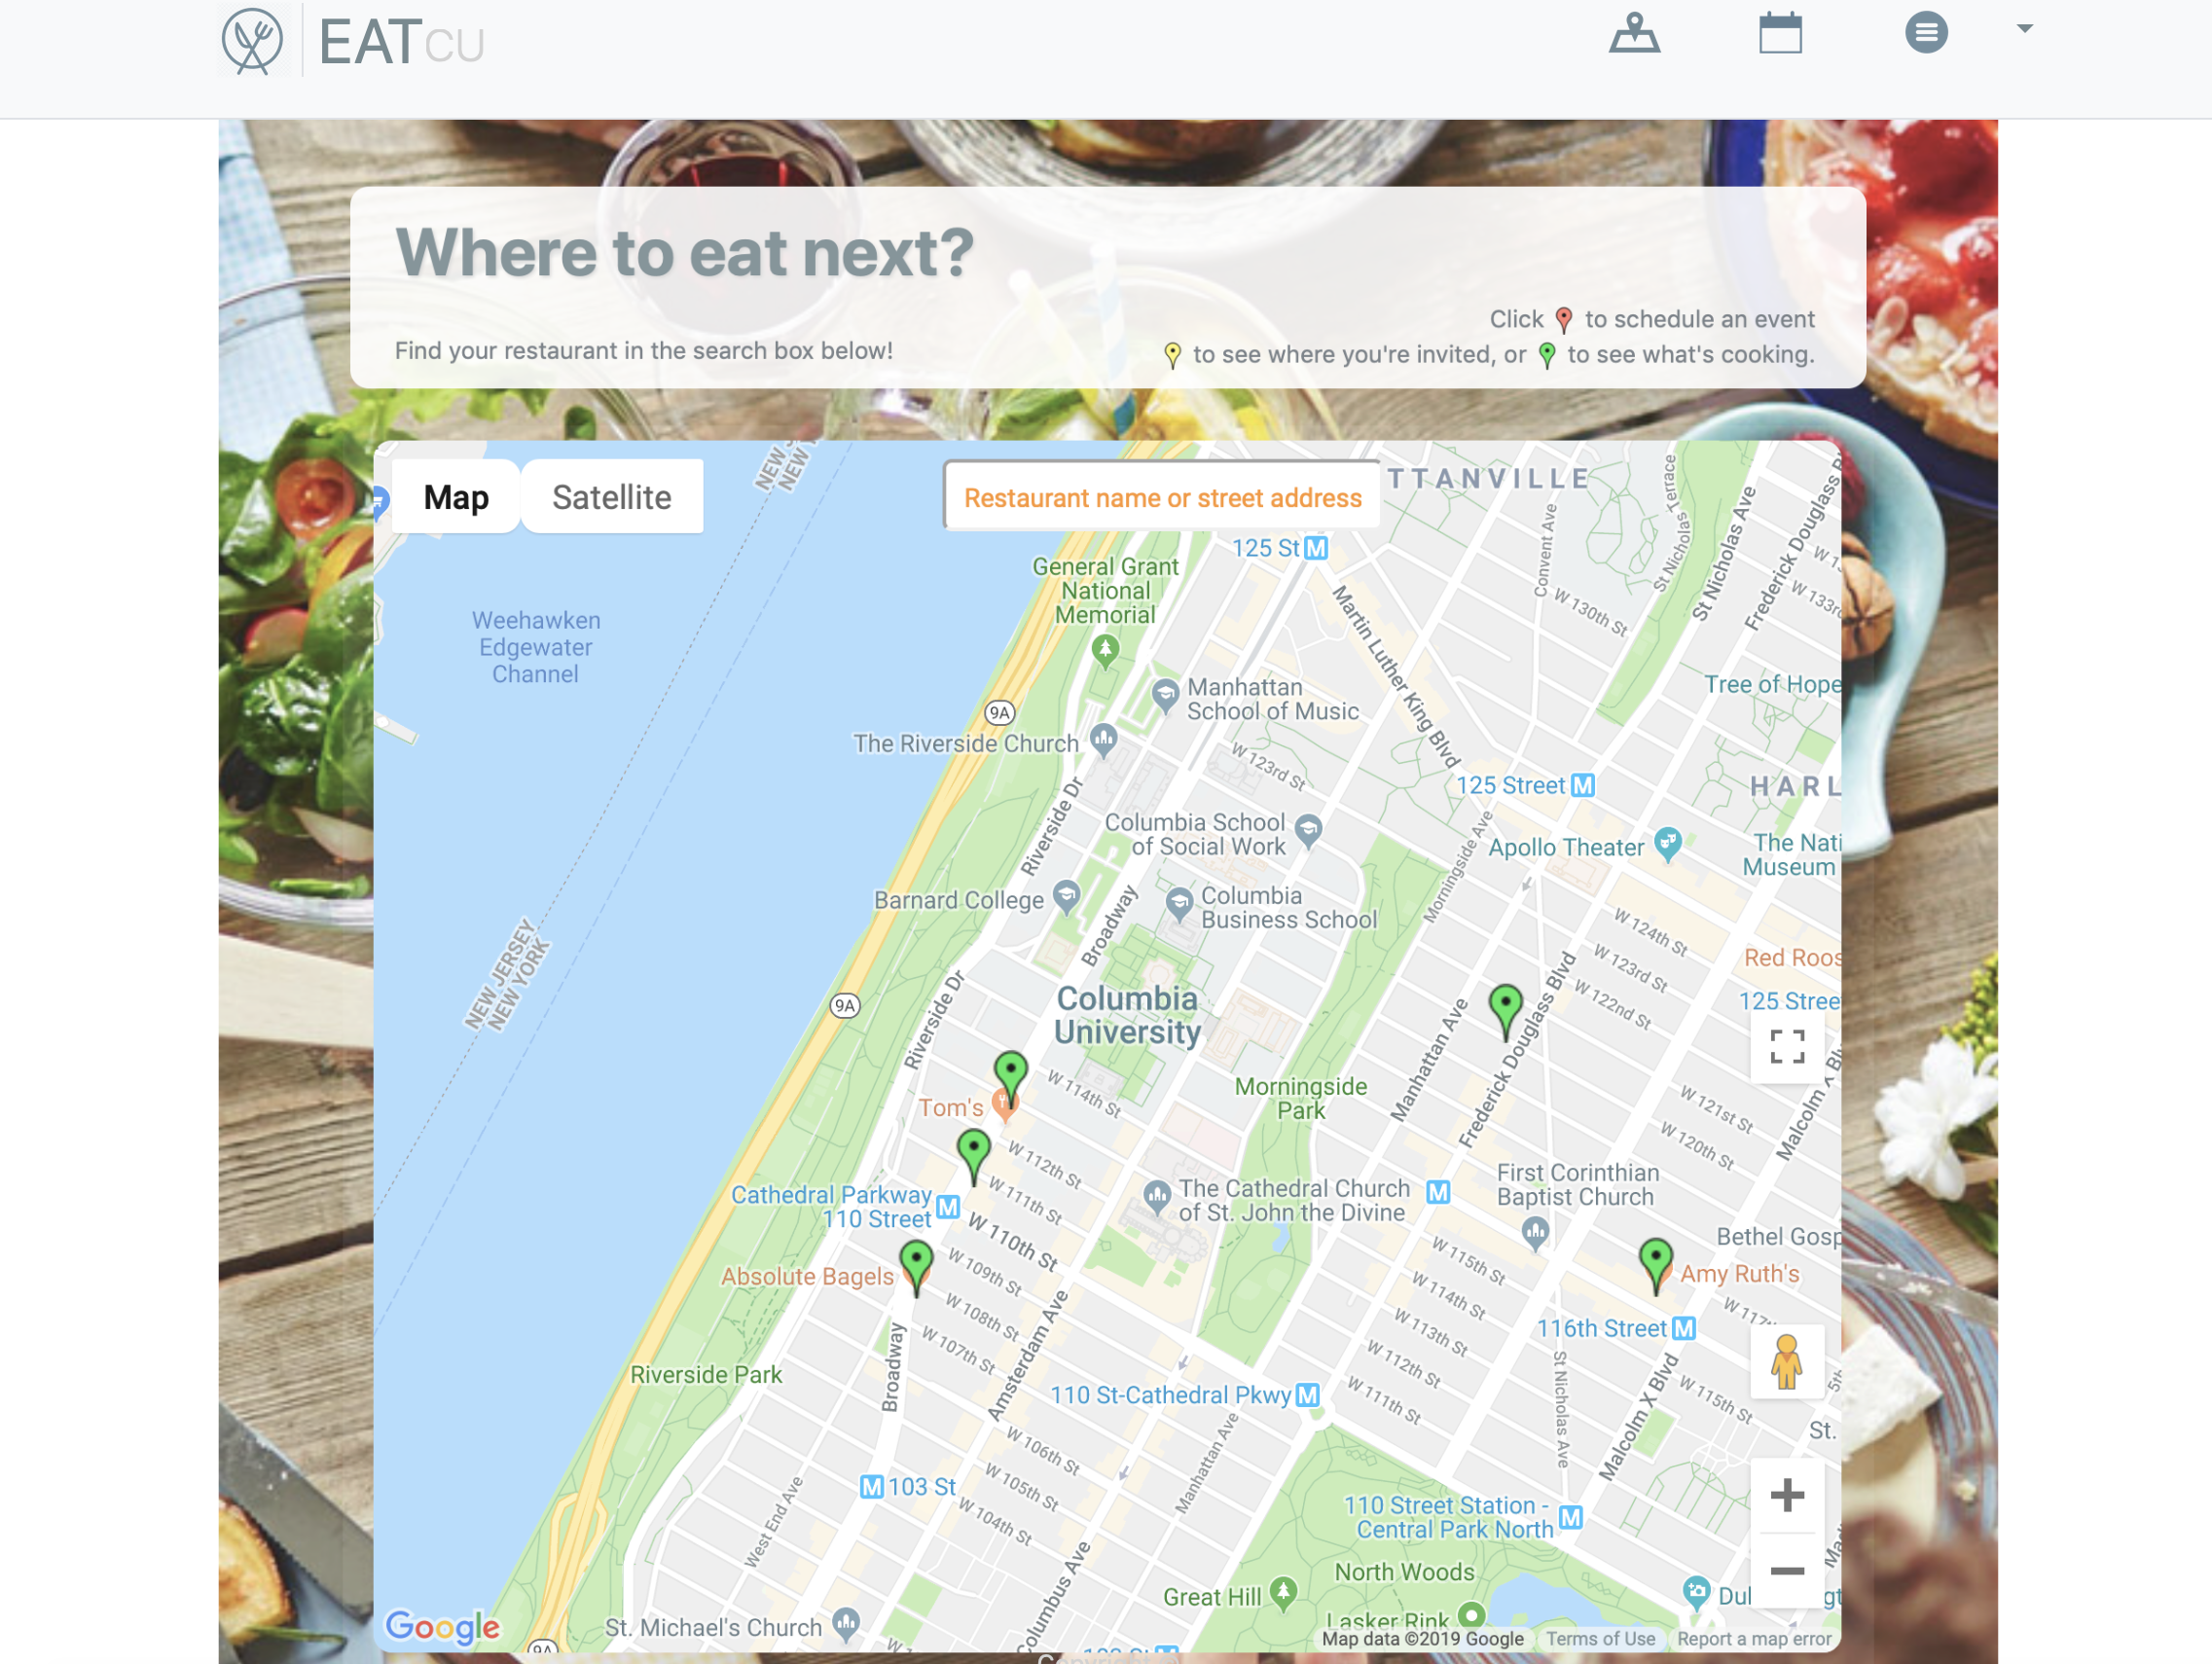 EATCU
Where to eat next?
Find your restaurant in the search box below!
Click to schedule an event
to see where you're invited, or to see what's cooking.
Map
Satellite
Restaurant name or street address
TTANVILLE
NEW YORK
125 St
General Grant
National
Memorial
Weehawken
Edgewater
Channel
Convent Ave
St Nicholas Terrace
St Nicholas Ave
Frederick Douglass
W 130th St
W 133r
Martin Luther King Blvd
Tree of Hope
Manhattan
School of Music
9A
The Riverside Church
W 123rd St
125 Street
HARL
Riverside Dr
Columbia School
of Social Work
Morningside Ave
Apollo Theater
The Nati
Museum
Barnard College
Columbia
Business School
Broadway
W 124th St
W 123rd St
W 122nd St
Red Roos
125 Stree
NEW JERSEY
NEW YORK
9A
Riverside Dr
Columbia
University
Manhattan Ave
Frederick Douglass Blvd
Tom's
W 114th St
Morningside
Park
W 121st St
W 120th St
Malcolm X Bl
W 112th St
W 111th St
Cathedral Parkway
110 Street
W 110th St
The Cathedral Church
of St. John the Divine
First Corinthian
Baptist Church
Bethel Gosp
Absolute Bagels
W 109th St
W 108th St
W 107th St
W 115th St
W 114th St
W 113th St
W 112th St
W 111th St
Amy Ruth's
W 117
116th Street
Riverside Park
Broadway
Amsterdam Ave
110 St-Cathedral Pkwy
Manhattan Ave
St Nicholas Ave
Malcolm X Blvd
W 115th St
St.
W 106th St
W 105th St
W 104th St
103 St
West End Ave
110 Street Station -
Central Park North
North Woods
Great Hill
Lasker Rink
Columbus Ave
Dul
gt
Google
St. Michael's Church
9A
Map data ©2019 Google
Terms of Use
Report a map error